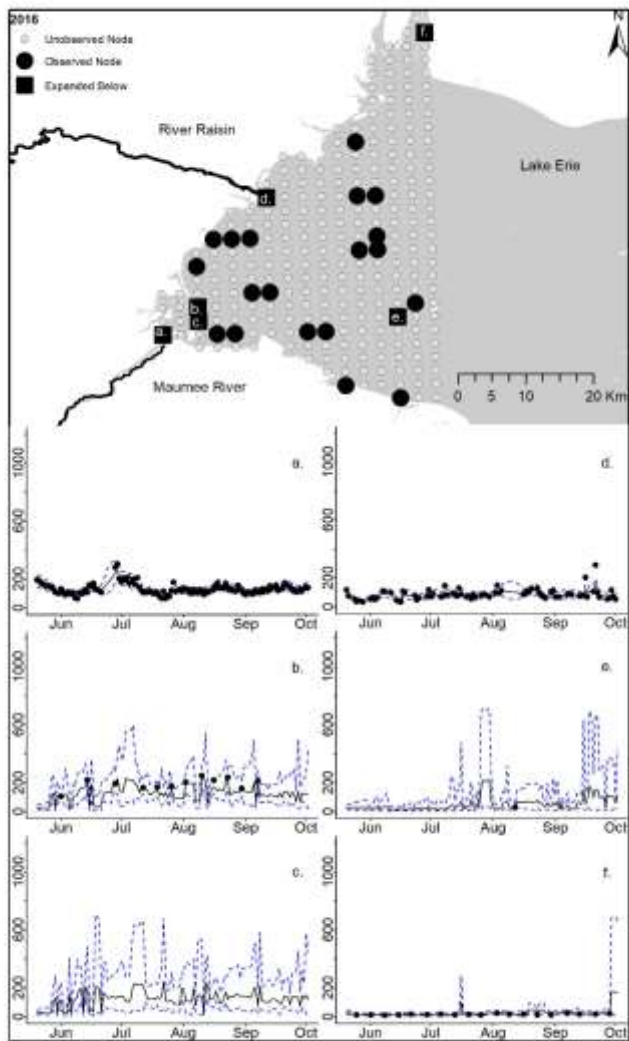 2016
N
Unobserved Node
Observed Node
Expanded Below
f.
River Raisin
Lake Erie
d.
b.
c.
a.
e.
Maumee River
0 5 10 20 Km
a.
0 200 600 1000
Jun Jul Aug Sep Oct
d.
0 200 600 1000
Jun Jul Aug Sep Oct
b.
0 200 600 1000
Jun Jul Aug Sep Oct
e.
0 200 600 1000
Jun Jul Aug Sep Oct
c.
0 200 600 1000
Jun Jul Aug Sep Oct
f.
0 200 600 1000
Jun Jul Aug Sep Oct